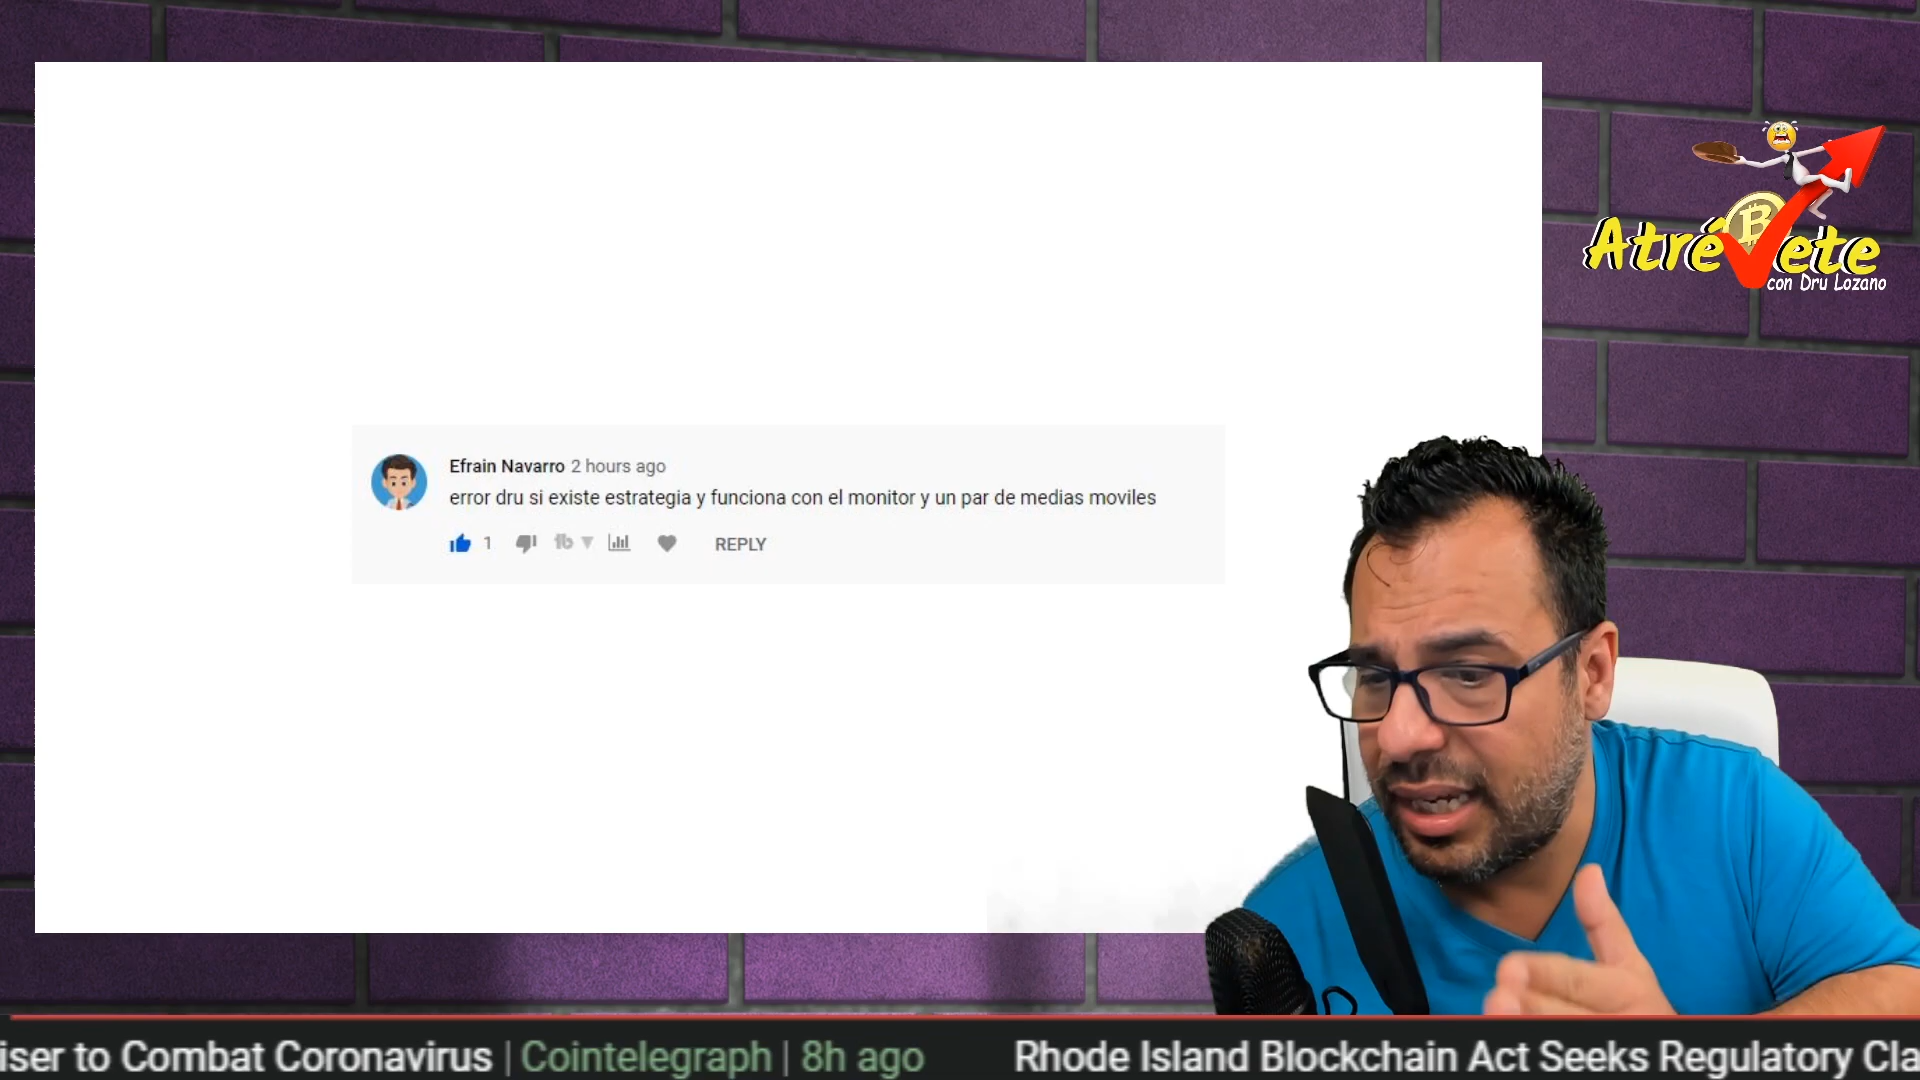 Atrévete
con Dru Lozano
Efrain Navarro 2 hours ago
error dru si existe estrategia y funciona con el monitor y un par de medias moviles
1
REPLY
iser to Combat Coronavirus | Cointelegraph | 8h ago Rhode Island Blockchain Act Seeks Regulatory Cla